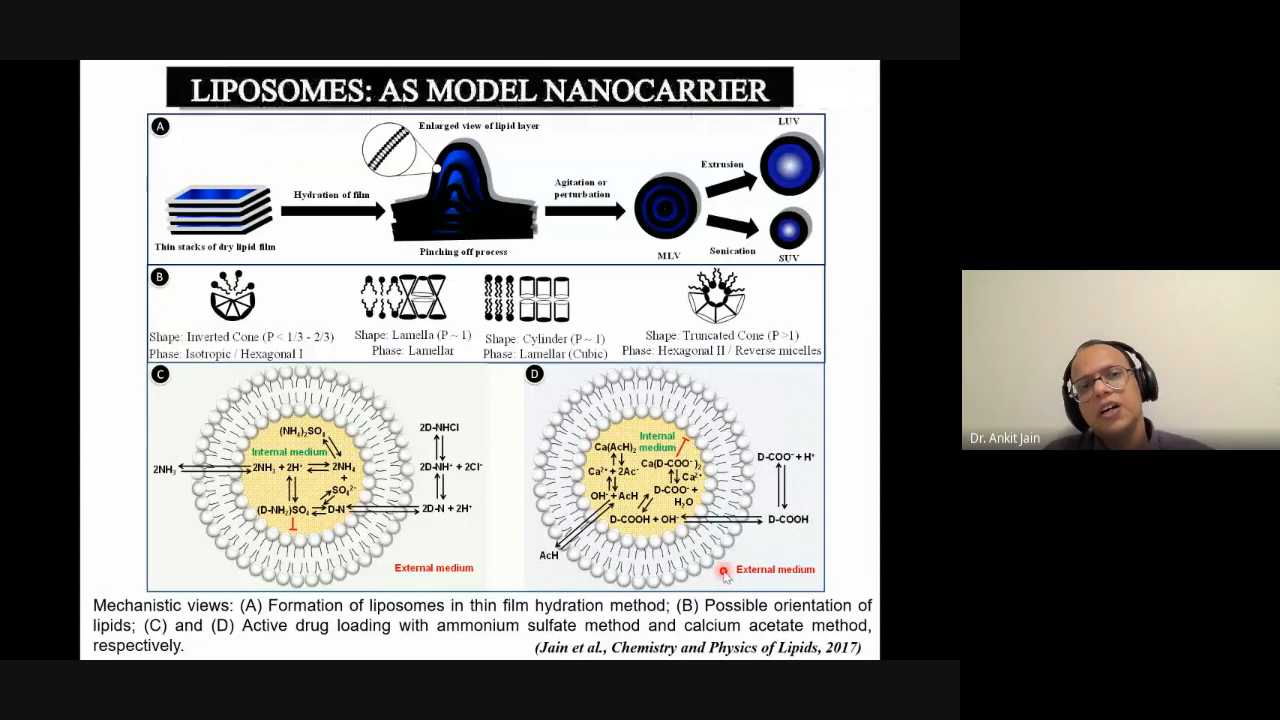 LIPOSOMES: AS MODEL NANOCARRIER
A
Enlarged view of lipid layer
LUV
Hydration of film
Agitation or
perturbation
Extrusion
Thin stacks of dry lipid film
Pinching off process
MLV
Sonication
SUV
B
Shape: Inverted Cone (P < 1/3 - 2/3)
Phase: Isotropic / Hexagonal I
Shape: Lamella (P ~ 1)
Phase: Lamellar
Shape: Cylinder (P ~ 1)
Phase: Lamellar (Cubic)
Shape: Truncated Cone (P >1)
Phase: Hexagonal II / Reverse micelles
C
(NH₄)₂SO₄
Internal medium
2NH₃
2NH₃ + 2H⁺
2NH₄
+
SO₄²⁻
(D-NH₂)SO₄
D-N
2D-NHCl
2D-NH⁺ + 2Cl⁻
2D-N + 2H⁺
External medium
D
Internal
medium
Ca(AcH)₂
Ca²⁺ + 2Ac⁻
OH⁻ + AcH
Ca(D-COO⁻)₂
Ca²⁺
D-COO⁻ +
H₂O
D-COOH + OH⁻
AcH
D-COO⁻ + H⁺
D-COOH
External medium
Mechanistic views: (A) Formation of liposomes in thin film hydration method; (B) Possible orientation of
lipids; (C) and (D) Active drug loading with ammonium sulfate method and calcium acetate method,
respectively.
(Jain et al., Chemistry and Physics of Lipids, 2017)
Dr. Ankit Jain